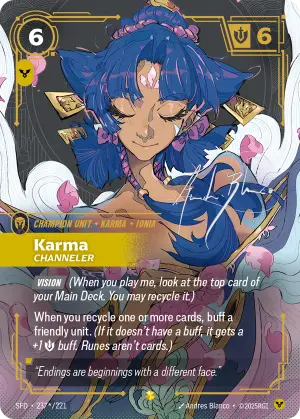 6
6
CHAMPION UNIT • KARMA • IONIA
Karma
CHANNELER
VISION (When you play me, look at the top card of
your Main Deck. You may recycle it.)
When you recycle one or more cards, buff a
friendly unit. (If it doesn't have a buff, it gets a
+1 buff. Runes aren't cards.)
"Endings are beginnings with a different face."
SFD • 237*/221
Andres Blanco
©2025RGI